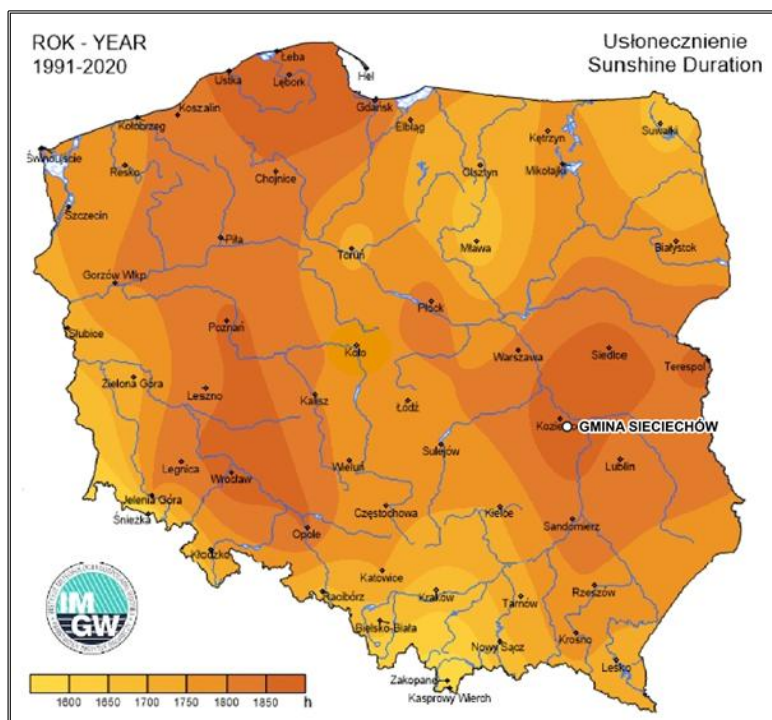 ROK - YEAR
1991-2020
Usłonecznienie
Sunshine Duration
Łeba
Ustka
Lębork
Hel
Gdańsk
Koszalin
Kołobrzeg
Elbląg
Kętrzyn
Suwałki
Świnoujście
Resko
Chojnice
Olsztyn
Mikołajki
Szczecin
Piła
Toruń
Mława
Białystok
Gorzów Wlkp.
Płock
Słubice
Poznań
Koło
Warszawa
Siedlce
Terespol
Zielona Góra
Leszno
Kalisz
Łódź
GMINA SIECIECHÓW
Sulejów
Legnica
Wrocław
Wieluń
Lublin
Jelenia Góra
Śnieżka
Opole
Częstochowa
Kielce
Sandomierz
Kłodzko
Racibórz
Katowice
Kraków
Tarnów
Rzeszów
Bielsko-Biała
Nowy Sącz
Krosno
Lesko
Zakopane
Kasprowy Wierch
IM
GW
1600 1650 1700 1750 1800 1850 h